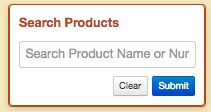 Search Products
Search Product Name or Nur
Clear Submit